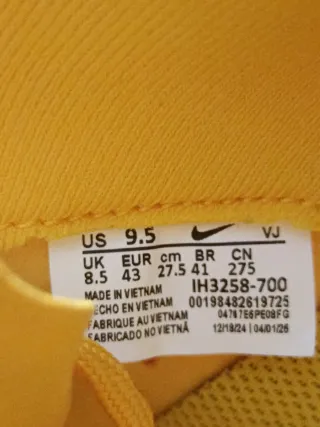 US 9.5 VJ
UK EUR cm BR CN
8.5 43 27.5 41 275
MADE IN VIETNAM IH3258-700
HECHO EN VIETNAM 00198482619725
FABRIQUE AU VIETNAM
FABRICADO NO VIETNÃ 12/18/24 | 04/01/25